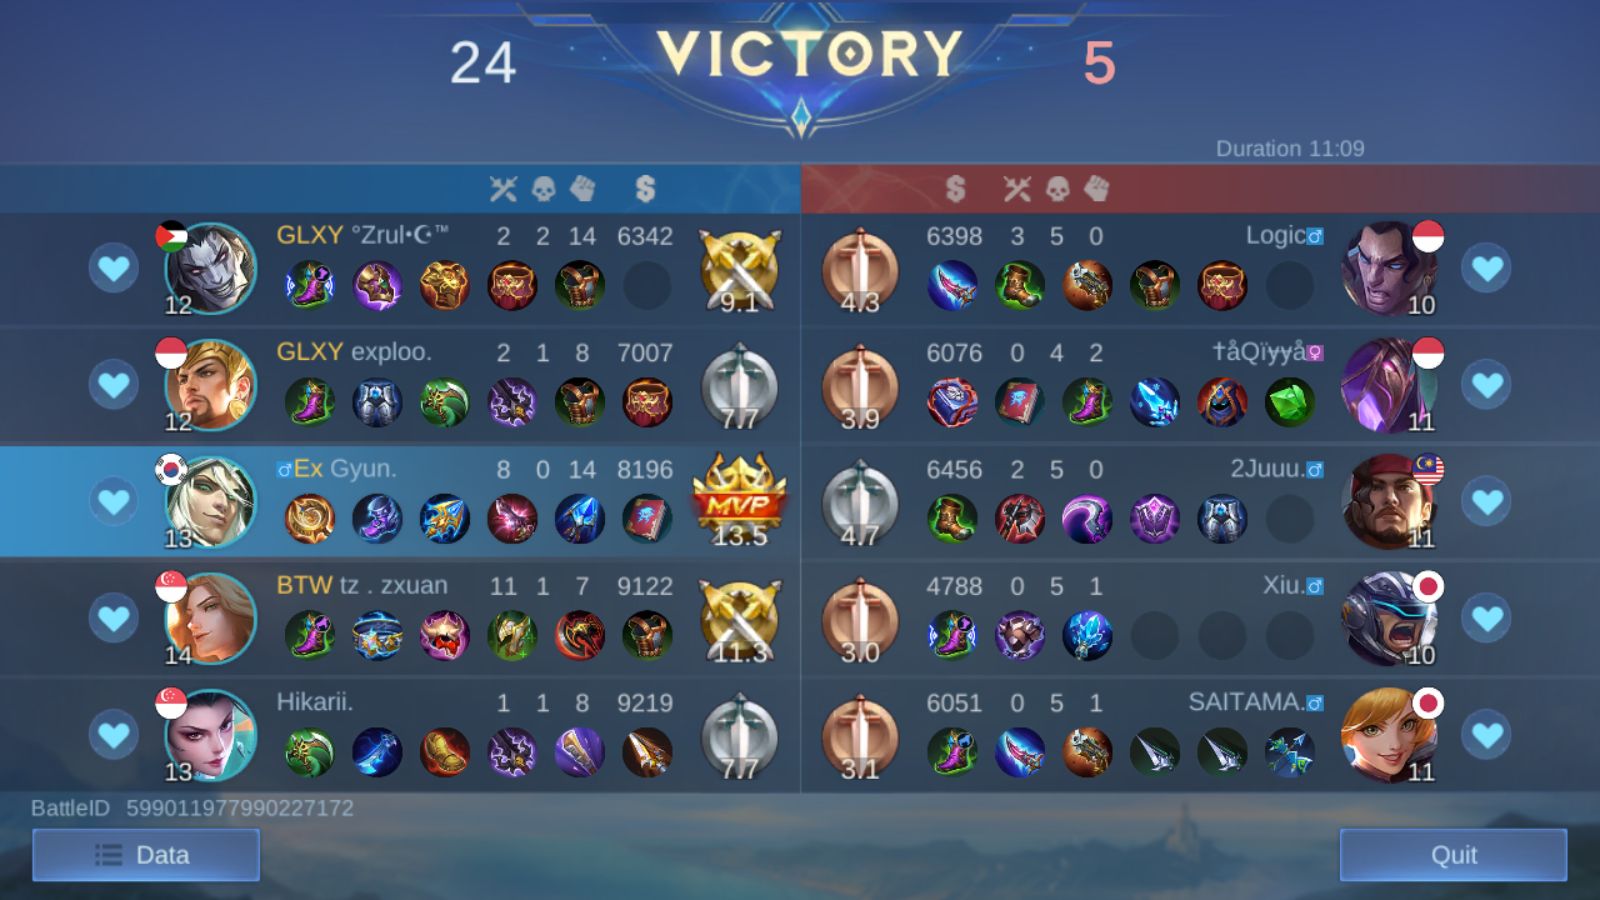 24 VICTORY 5
Duration 11:09
GLXY °Zrul•☪™ 2 2 14 6342
12 9.1
GLXY exploo. 2 1 8 7007
12 7.7
♂Ex Gyun. 8 0 14 8196
13 MVP 13.5
BTW tz . zxuan 11 1 7 9122
14 11.3
Hikarii. 1 1 8 9219
13 7.7
6398 3 5 0 Logic♂
4.3 10
6076 0 4 2 †åQïyyå♀
3.9 11
6456 2 5 0 2Juuu.♂
4.7 11
4788 0 5 1 Xiu.♂
3.0 10
6051 0 5 1 SAITAMA.♂
3.1 11
BattleID 599011977990227172
Data
Quit